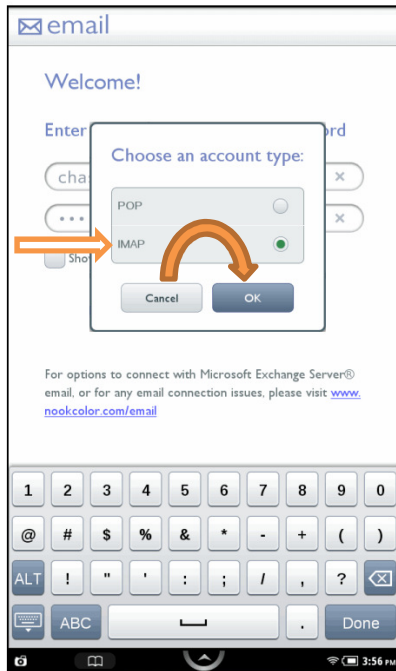 email
Welcome!
Enter
Choose an account type:
POP
IMAP
Cancel OK
For options to connect with Microsoft Exchange Server®
email, or for any email connection issues, please visit www.
nookcolor.com/email
1 2 3 4 5 6 7 8 9 0
@ # $ % & * - + ( )
ALT ! " ' : ; / , ?
ABC . Done
3:56 PM